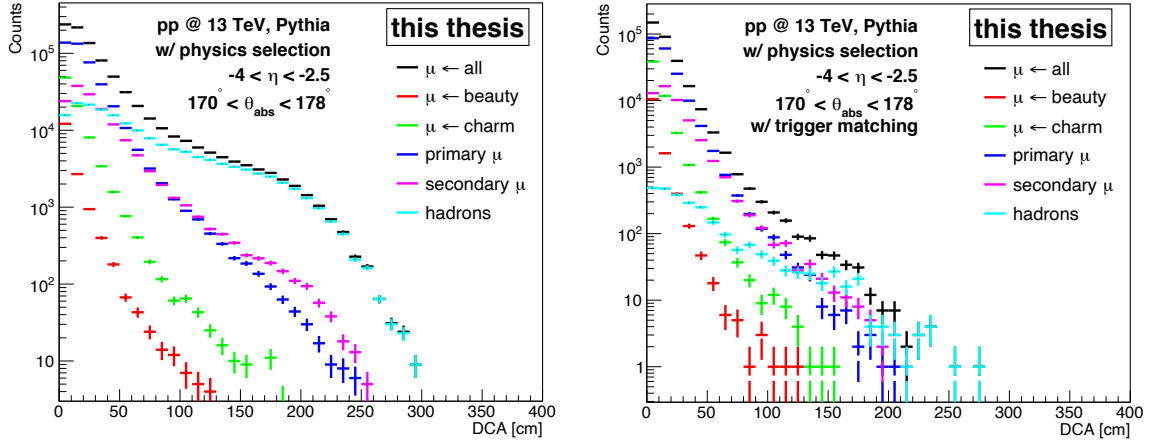 Counts
10⁵
10⁴
10³
10²
10
pp @ 13 TeV, Pythia
w/ physics selection
-4 < η < -2.5
170° < θabs < 178°
this thesis
μ ← all
μ ← beauty
μ ← charm
primary μ
secondary μ
hadrons
0 50 100 150 200 250 300 350 400
DCA [cm]
Counts
10⁵
10⁴
10³
10²
10
1
pp @ 13 TeV, Pythia
w/ physics selection
-4 < η < -2.5
170° < θabs < 178°
w/ trigger matching
this thesis
μ ← all
μ ← beauty
μ ← charm
primary μ
secondary μ
hadrons
0 50 100 150 200 250 300 350 400
DCA [cm]